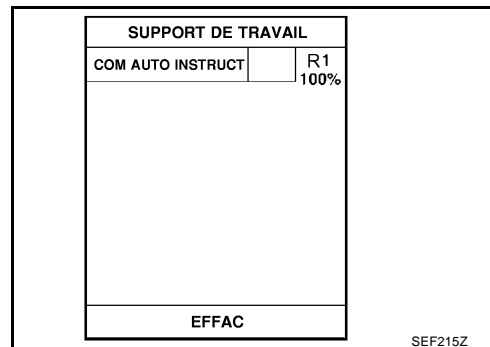 SUPPORT DE TRAVAIL
COM AUTO INSTRUCT R1
100%
EFFAC
SEF215Z